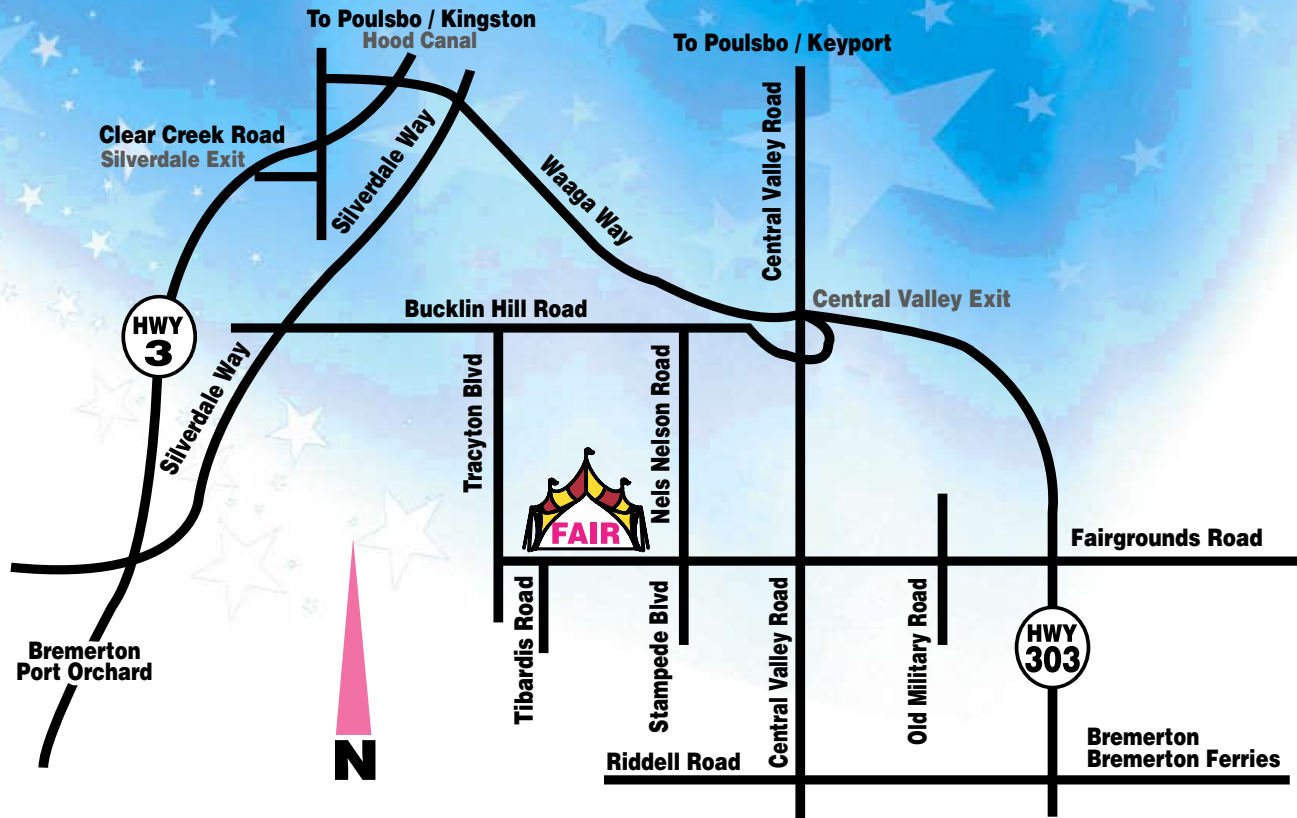 To Poulsbo / Kingston
Hood Canal
To Poulsbo / Keyport
Clear Creek Road
Silverdale Exit
Silverdale Way
Waaga Way
Central Valley Road
Central Valley Exit
HWY
3
Bucklin Hill Road
Silverdale Way
Tracyton Blvd
Nels Nelson Road
FAIR
Fairgrounds Road
Bremerton
Port Orchard
Tibardis Road
Stampede Blvd
Central Valley Road
Old Military Road
HWY
303
N
Riddell Road
Bremerton
Bremerton Ferries